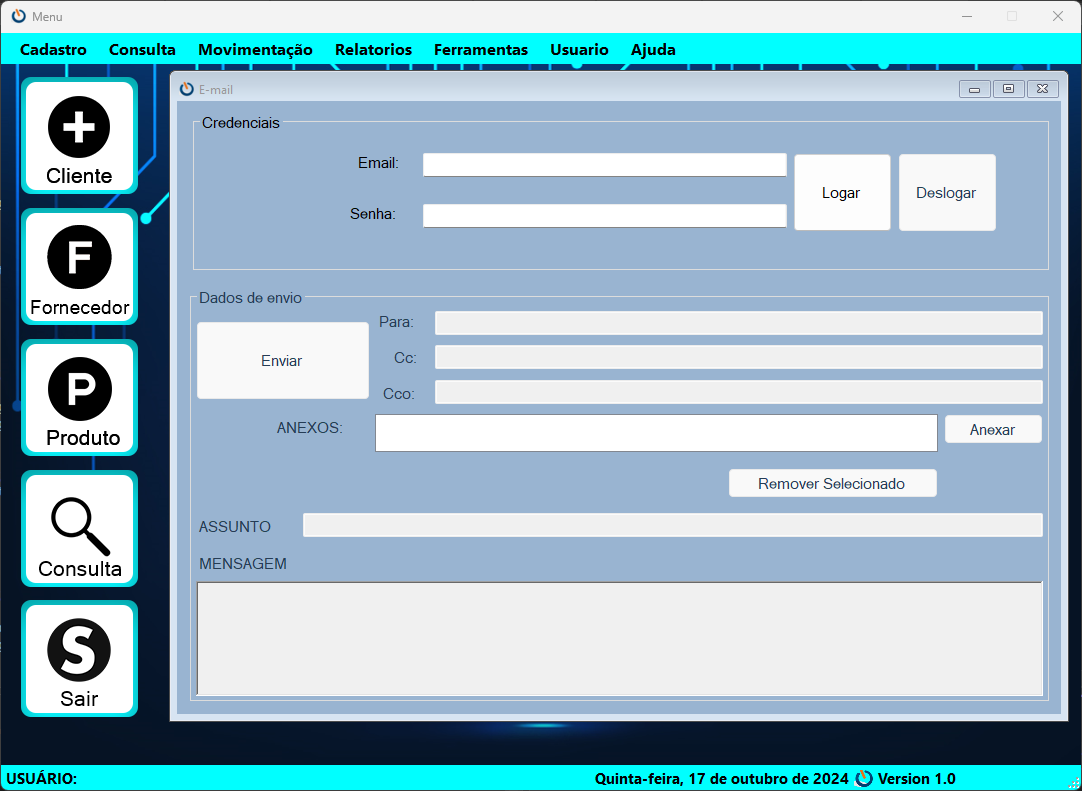 Menu
Cadastro Consulta Movimentação Relatorios Ferramentas Usuario Ajuda
Cliente
Fornecedor
Produto
Consulta
Sair
E-mail
Credenciais
Email:
Senha:
Logar
Deslogar
Dados de envio
Enviar
Para:
Cc:
Cco:
ANEXOS:
Anexar
Remover Selecionado
ASSUNTO
MENSAGEM
USUÁRIO:
Quinta-feira, 17 de outubro de 2024 Version 1.0